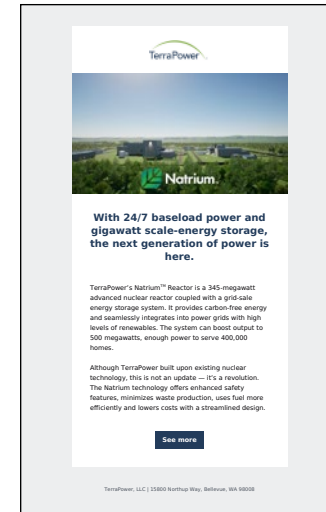 TerraPower
Natrium
With 24/7 baseload power and
gigawatt scale-energy storage,
the next generation of power is
here.
TerraPower's Natrium™ Reactor is a 345-megawatt
advanced nuclear reactor coupled with a grid-sale
energy storage system. It provides carbon-free energy
and seamlessly integrates into power grids with high
levels of renewables. The system can boost output to
500 megawatts, enough power to serve 400,000
homes.
Although TerraPower built upon existing nuclear
technology, this is not an update — it's a revolution.
The Natrium technology offers enhanced safety
features, minimizes waste production, uses fuel more
efficiently and lowers costs with a streamlined design.
See more
TerraPower, LLC | 15800 Northup Way, Bellevue, WA 98008